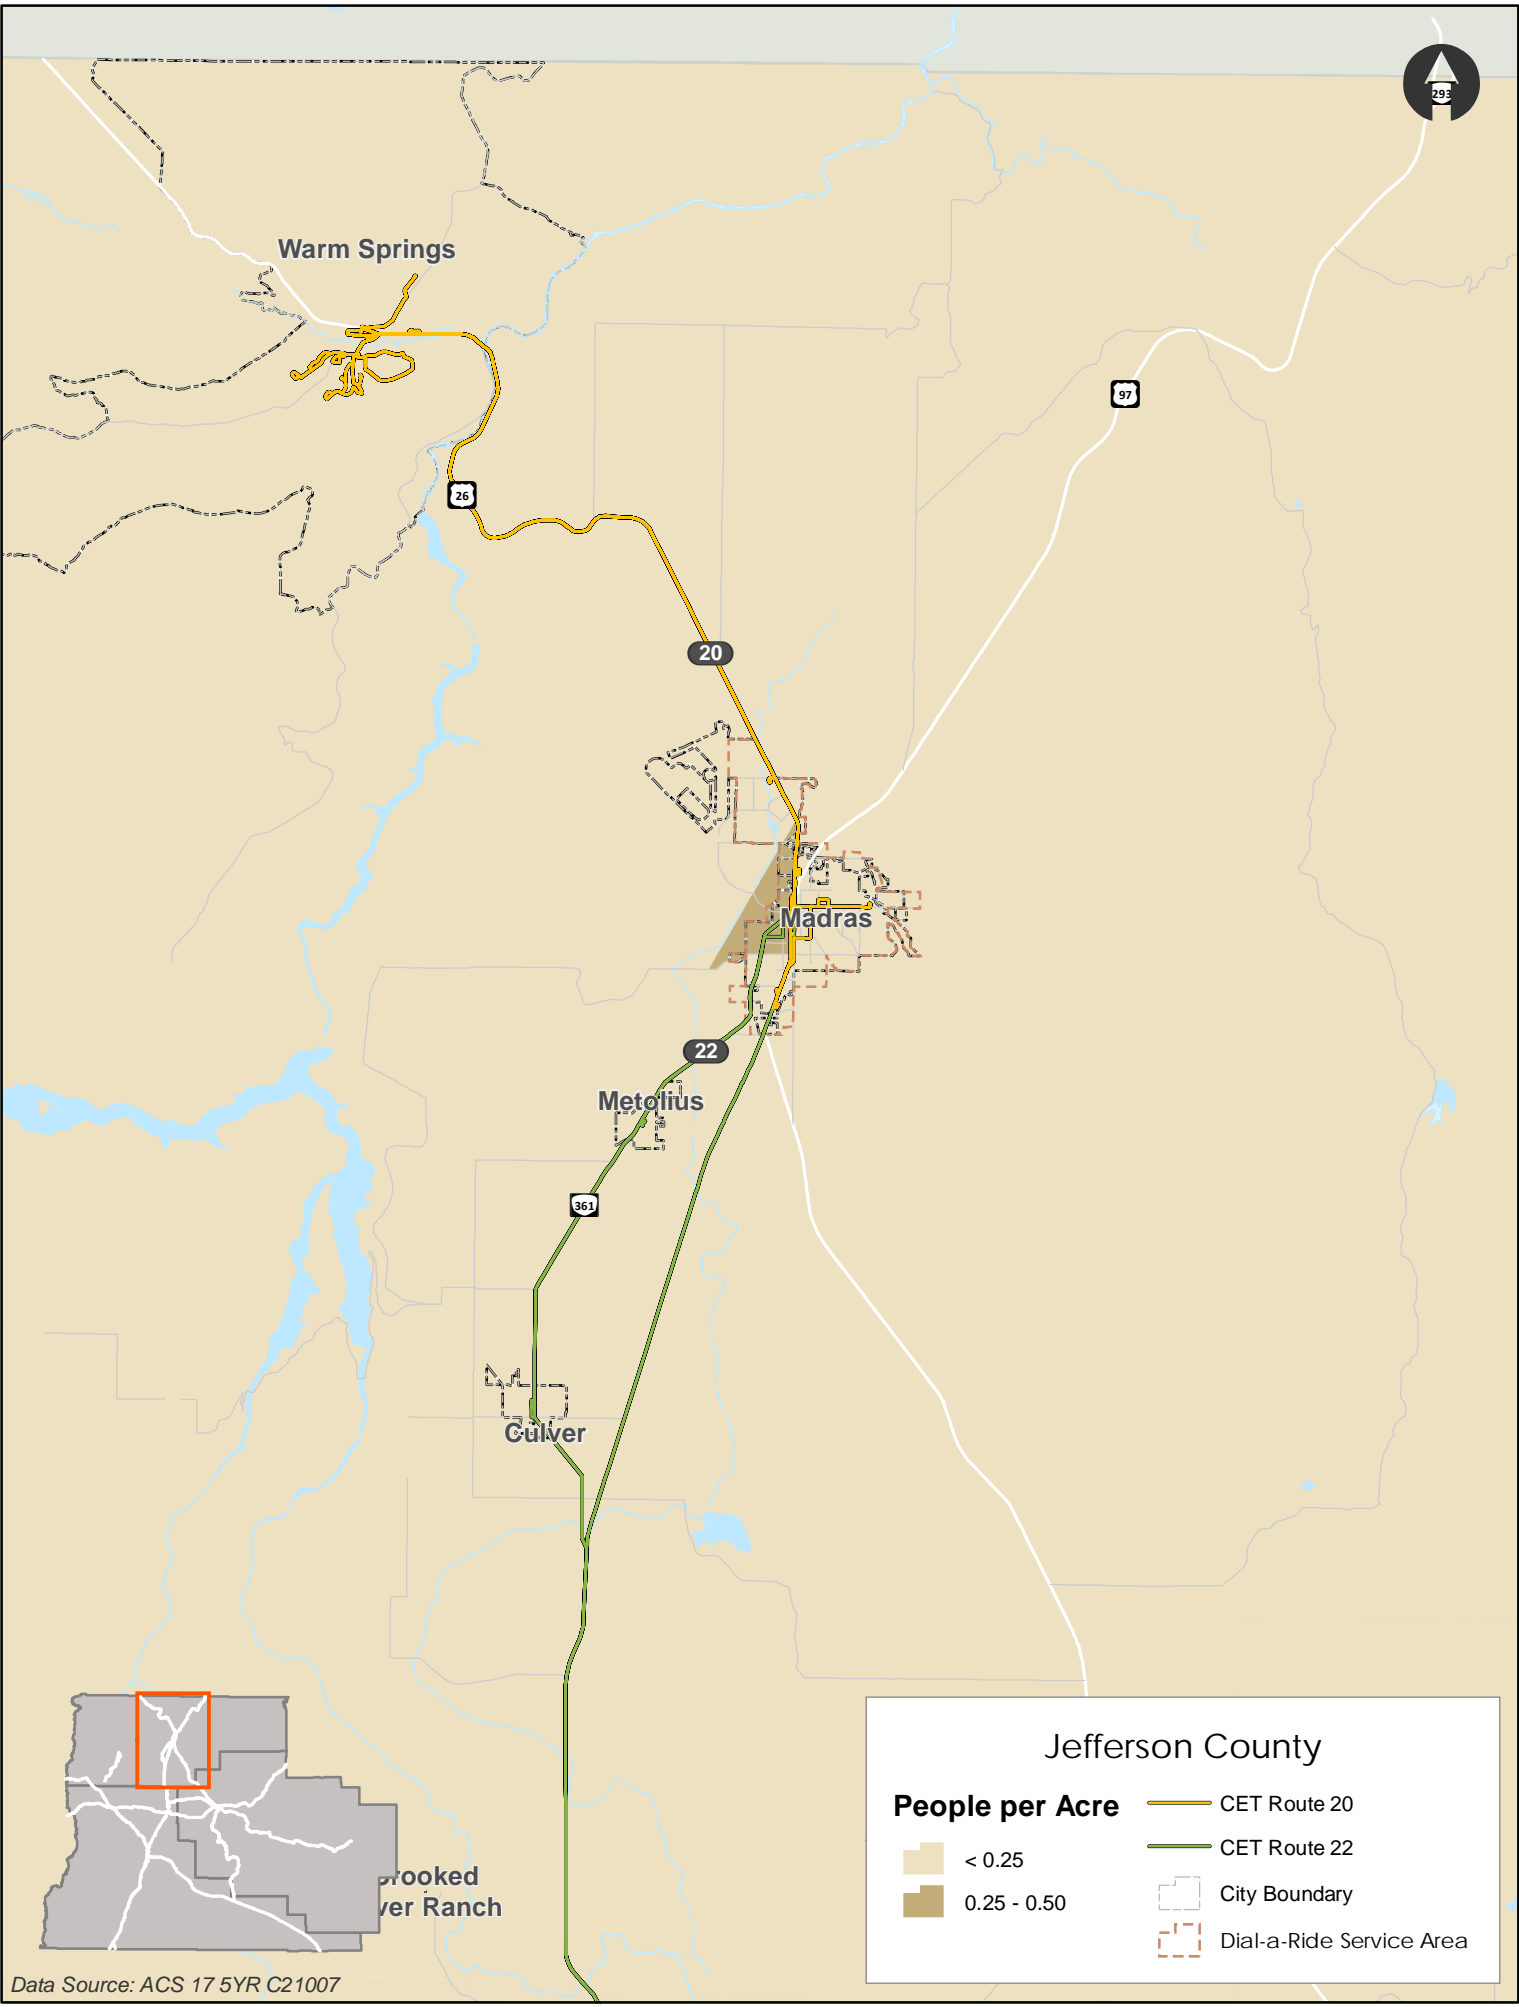 293
Warm Springs
97
26
20
Madras
22
Metolius
361
Culver
Jefferson County
People per Acre
< 0.25
0.25 - 0.50
CET Route 20
CET Route 22
City Boundary
Dial-a-Ride Service Area
rooked
ver Ranch
Data Source: ACS 17 5YR C21007